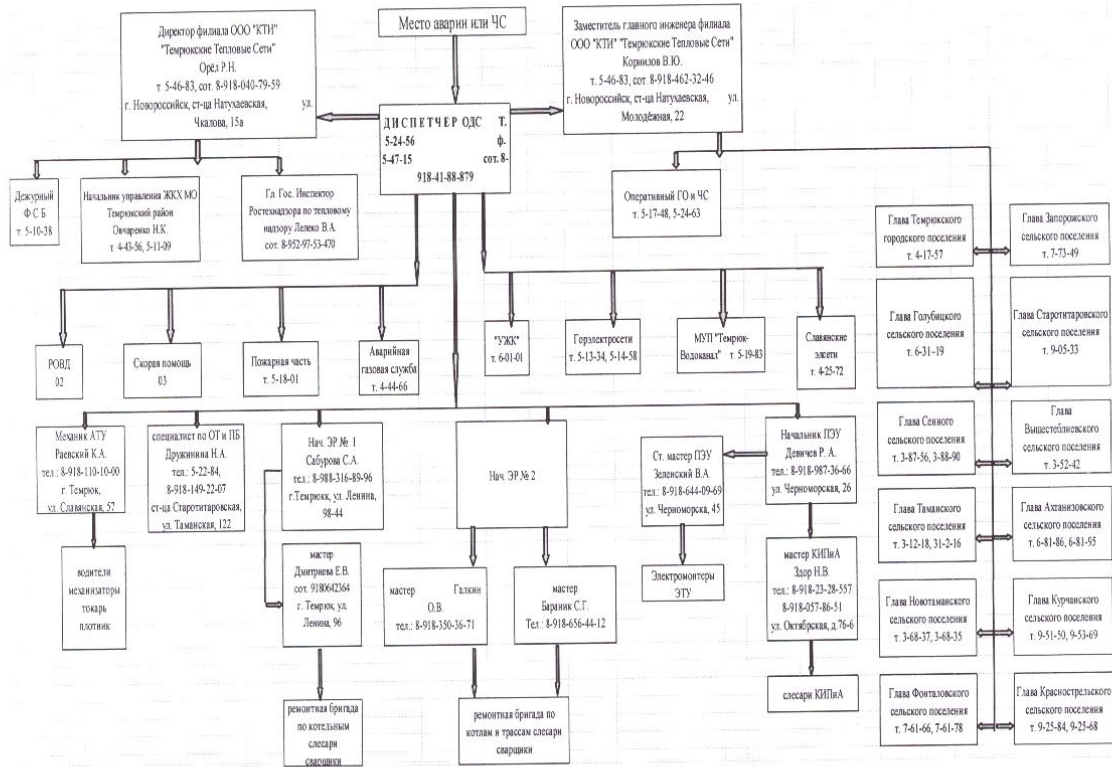 Директор филиала ООО "КТИ"
"Темрюкские Тепловые Сети"
Орёл Р.Н.
т 5-46-83, сот. 8-918-040-79-59
г. Новороссийск, ст-ца Натухаевская, ул.
Чкалова, 15а
Место аварии или ЧС
Заместитель главного инженера филиала
ООО "КТИ" "Темрюкские Тепловые Сети"
Корнилов В.Ю.
т. 5-46-83, сот 8-918-462-32-46
г. Новороссийск, ст-ца Натухаевская, ул.
Молодёжная, 22
ДИСПЕТЧЕР ОДС Т.
5-24-56 ф.
5-47-15 сот. 8-
918-41-88-879
Дежурный
Ф С Б
т 5-10-38
Начальник управления ЖКХ МО
Темрюкский район
Овчаренко Н.К.
т. 4-43-56, 5-11-09
Гл. Гос. Инспектор
Ростехнадзора по тепловому
надзору Лелеко В.А.
сот. 8-952-97-53-470
Оперативный ГО и ЧС
т. 5-17-48, 5-24-63
РОВД
02
Скорая помощь
03
Пожарная часть
т. 5-18-01
Аварийная
газовая служба
т. 4-44-66
"УЖК"
т. 6-01-01
Горэлектросети
т. 5-13-34, 5-14-58
МУП "Темрюк-
Водоканал" т. 5-19-83
Славянские
элсети
т. 4-25-72
Механик АТУ
Раевский К.А.
тел.: 8-918-110-10-00
г. Темрюк,
ул. Славянская, 57
специалист по ОТ и ПБ
Дружинина Н.А.
тел.: 5-22-84,
8-918-149-22-07
ст-ца Старотитаровская,
ул. Таманская, 122
Нач. ЭР № 1
Сабурова С.А.
тел.: 8-988-316-89-96
г.Темрюкк, ул. Ленина,
98-44
Нач. ЭР № 2
Ст. мастер ПЭУ
Зеленский В.А.
тел.: 8-918-644-09-69
ул. Черноморска, 45
Начальник ПЭУ
Девичев Р. А.
тел.: 8-918-987-36-66
ул. Черноморская, 26
водители
механизаторы
токарь
плотник
мастер
Дмитриева Е.В.
сот. 9180642364
г. Темрюк, ул.
Ленина, 96
мастер Галкин
О.В.
тел.: 8-918-350-36-71
мастер
Бараник С.Г.
Тел.: 8-918-656-44-12
Электромонтеры
ЭТУ
мастер КИПиА
Здор Н.В.
тел.: 8-918-23-28-557
8-918-057-86-51
ул. Октябрская, д.76-6
ремонтная бригада
по котельным
слесари
сварщики
ремонтная бригада по
котлам и трассам слесари
сварщики
слесари КИПиА
Глава Темрюкского
городского поселения
т. 4-17-57
Глава Запорожского
сельского поселения
т. 7-73-49
Глава Голубицкого
сельского поселения
т. 6-31-19
Глава Старотитаровского
сельского поселения
т. 9-05-33
Глава Сенного
сельского поселения
т. 3-87-56, 3-88-90
Глава
Вышестеблиевского
сельского поселения
т. 3-52-42
Глава Таманского
сельского поселения
т. 3-12-18, 31-2-16
Глава Ахтанизовского
сельского поселения
т. 6-81-86, 6-81-95
Глава Новотаманского
сельского поселения
т. 3-68-37, 3-68-35
Глава Курчанского
сельского поселения
т. 9-51-50, 9-53-69
Глава Фонталовского
сельского поселения
т. 7-61-66, 7-61-78
Глава Краснострельского
сельского поселения
т. 9-25-84, 9-25-68